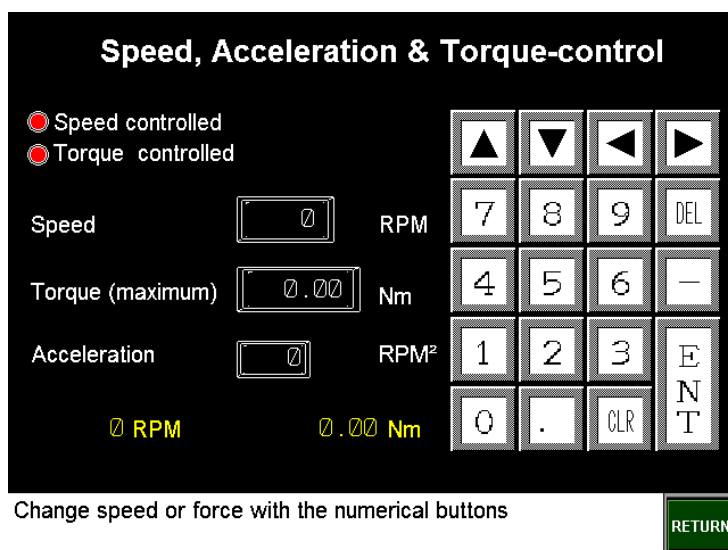 Speed, Acceleration & Torque-control
Speed controlled
Torque controlled
Speed 0 RPM
Torque (maximum) 0.00 Nm
Acceleration 0 RPM²
0 RPM 0.00 Nm
▲ ▼ ◀ ▶
7 8 9 DEL
4 5 6 —
1 2 3 ENT
0 . CLR
Change speed or force with the numerical buttons
RETURN